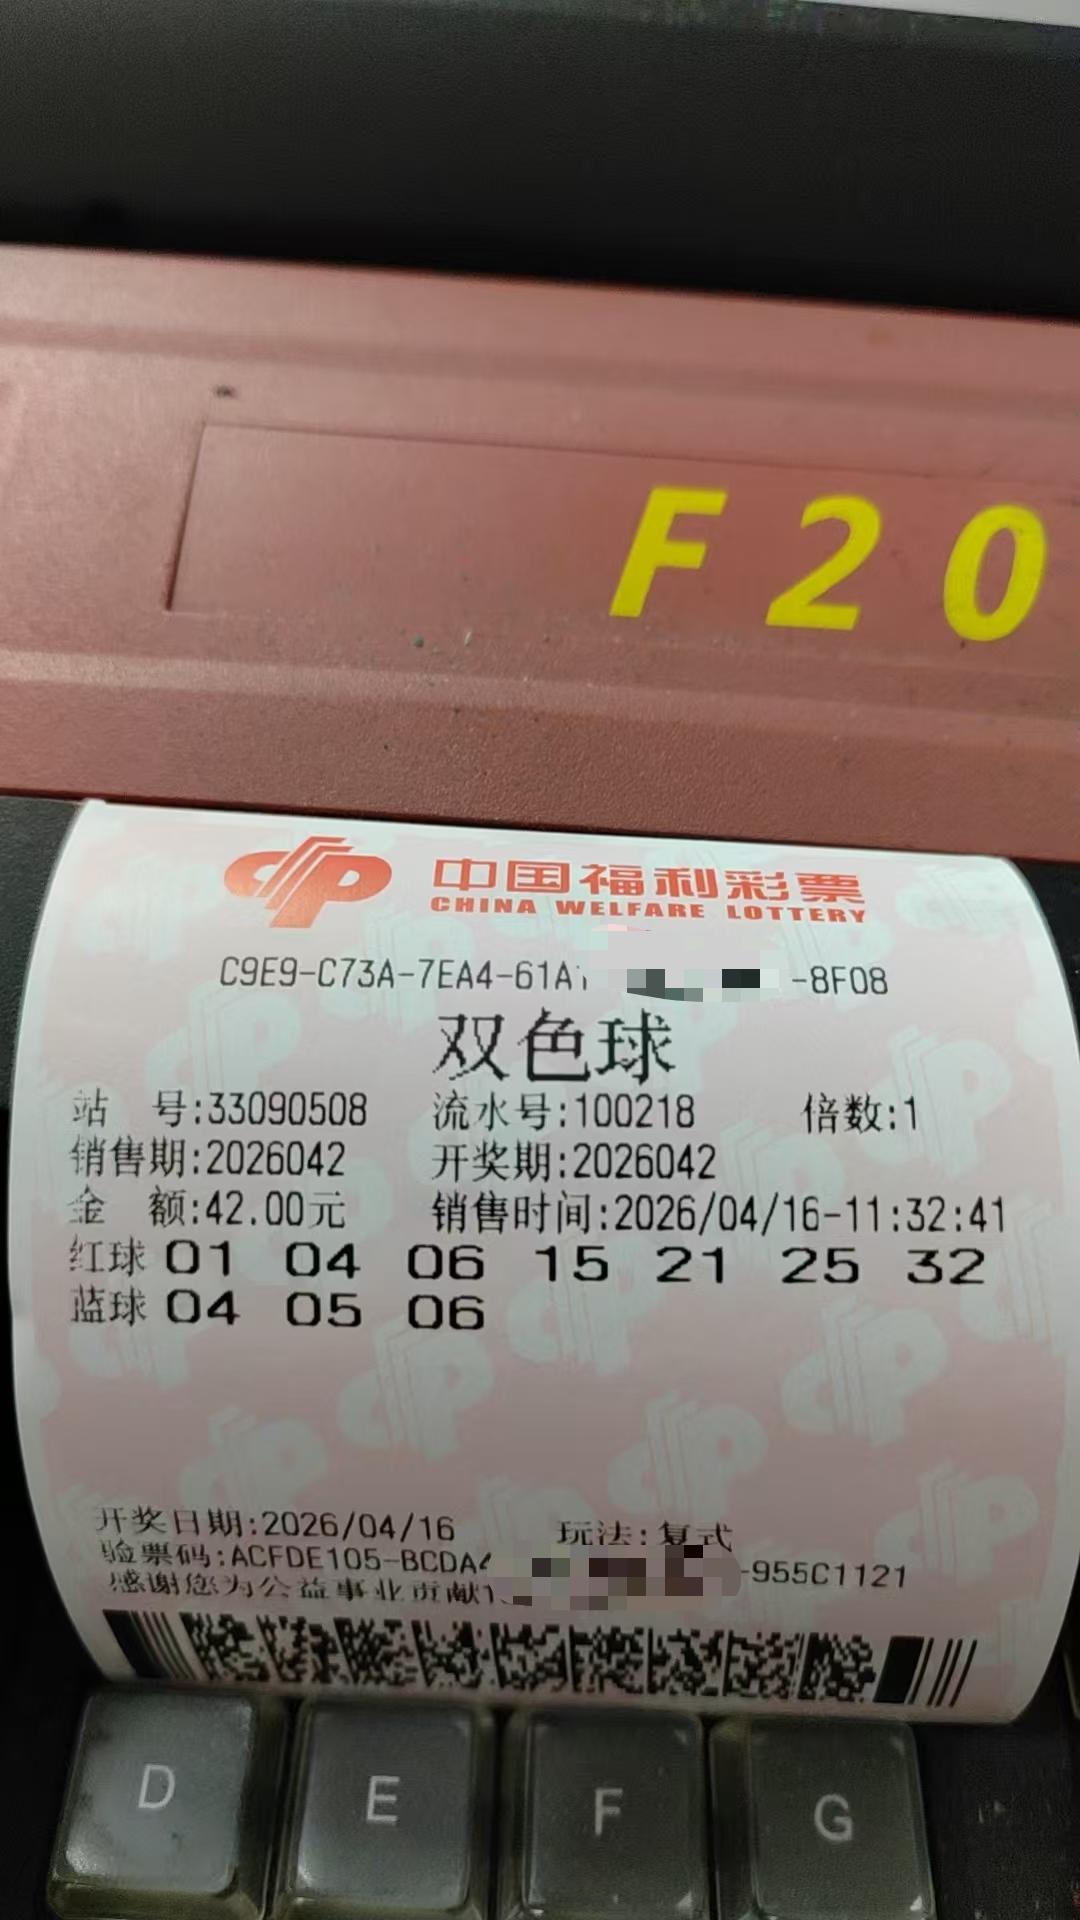 F20
中国福利彩票
CHINA WELFARE LOTTERY
C9E9-C73A-7EA4-61A -8F08
双色球
站 号:33090508 流水号:100218 倍数:1
销售期:2026042 开奖期:2026042
金 额:42.00元 销售时间:2026/04/16-11:32:41
红球 01 04 06 15 21 25 32
蓝球 04 05 06
开奖日期:2026/04/16 玩法:复式
验票码:ACFDE105-BCDA -955C1121
感谢您为公益事业贡献1
D E F G